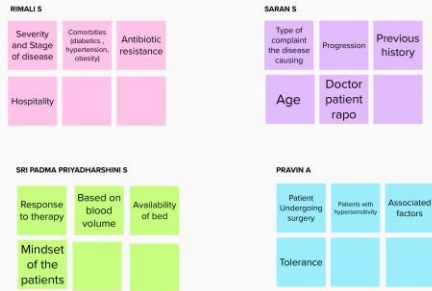 RIMALI S
Severity
and Stage
of disease
Comorbities
(diabetics ,
hypertension,
obesity)
Antibiotic
resistance
Hospitality
SARAN S
Type of
complaint
the disease
causing
Progression
Previous
history
Age
Doctor
patient
rapo
SRI PADMA PRIYADHARSHINI S
Response
to therapy
Based on
blood
volume
Availability
of bed
Mindset
of the
patients
PRAVIN A
Patient
Undergoing
surgery
Patients with
hypersensitivity
Associated
factors
Tolerance